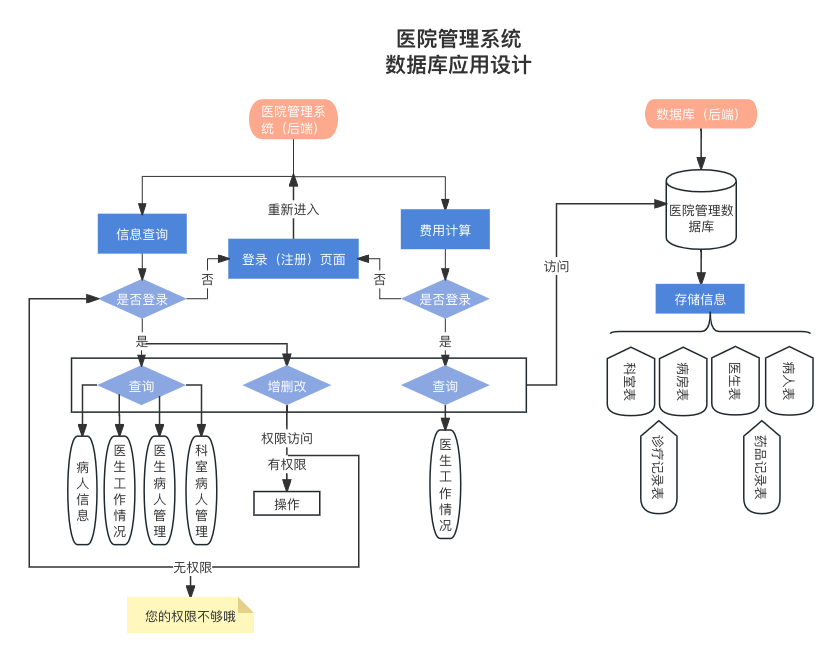 医院管理系统
数据库应用设计
医院管理系
统（后端）
数据库（后端）
重新进入
信息查询
费用计算
登录（注册）页面
医院管理数
据库
访问
否
否
是否登录
是否登录
存储信息
是
是
查询
增删改
查询
科室表
病房表
医生表
病人表
诊疗记录表
药品记录表
权限访问
有权限
操作
病人信息
医生工作情况
医生病人管理
科室病人管理
医生工作情况
无权限
您的权限不够哦